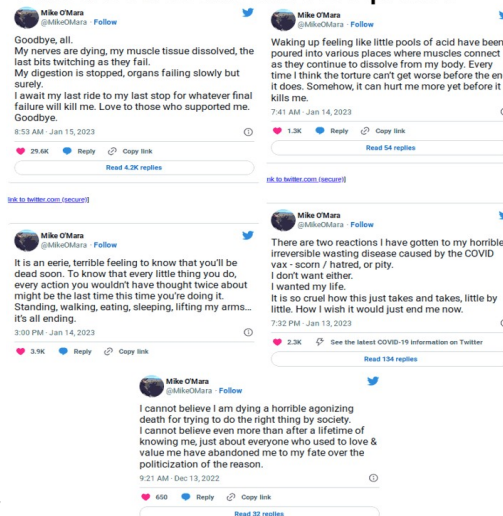 Mike O'Mara
@MikeOMara · Follow
Goodbye, all.
My nerves are dying, my muscle tissue dissolved, the
last bits twitching as they fail.
My digestion is stopped, organs failing slowly but
surely.
I await my last ride to my last stop for whatever final
failure will kill me. Love to those who supported me.
Goodbye.
8:53 AM · Jan 15, 2023
29.6K Reply Copy link
Read 4.2K replies
link to twitter.com (secure)]
Mike O'Mara
@MikeOMara · Follow
Waking up feeling like little pools of acid have been
poured into various places where muscles connect
as they continue to dissolve from my body. Every
time I think the torture can't get worse before the en
it does. Somehow, it can hurt me more yet before it
kills me.
7:41 AM · Jan 14, 2023
1.3K Reply Copy link
Read 54 replies
nk to twitter.com (secure)]
Mike O'Mara
@MikeOMara · Follow
It is an eerie, terrible feeling to know that you'll be
dead soon. To know that every little thing you do,
every action you wouldn't have thought twice about
might be the last time this time you're doing it.
Standing, walking, eating, sleeping, lifting my arms...
it's all ending.
3:00 PM · Jan 14, 2023
3.9K Reply Copy link
Mike O'Mara
@MikeOMara · Follow
There are two reactions I have gotten to my horrible
irreversible wasting disease caused by the COVID
vax - scorn / hatred, or pity.
I don't want either.
I wanted my life.
It is so cruel how this just takes and takes, little by
little. How I wish it would just end me now.
7:32 PM · Jan 13, 2023
2.3K See the latest COVID-19 information on Twitter
Read 134 replies
Mike O'Mara
@MikeOMara · Follow
I cannot believe I am dying a horrible agonizing
death for trying to do the right thing by society.
I cannot believe even more than after a lifetime of
knowing me, just about everyone who used to love &
value me have abandoned me to my fate over the
politicization of the reason.
9:21 AM · Dec 13, 2022
650 Reply Copy link
Read 32 replies